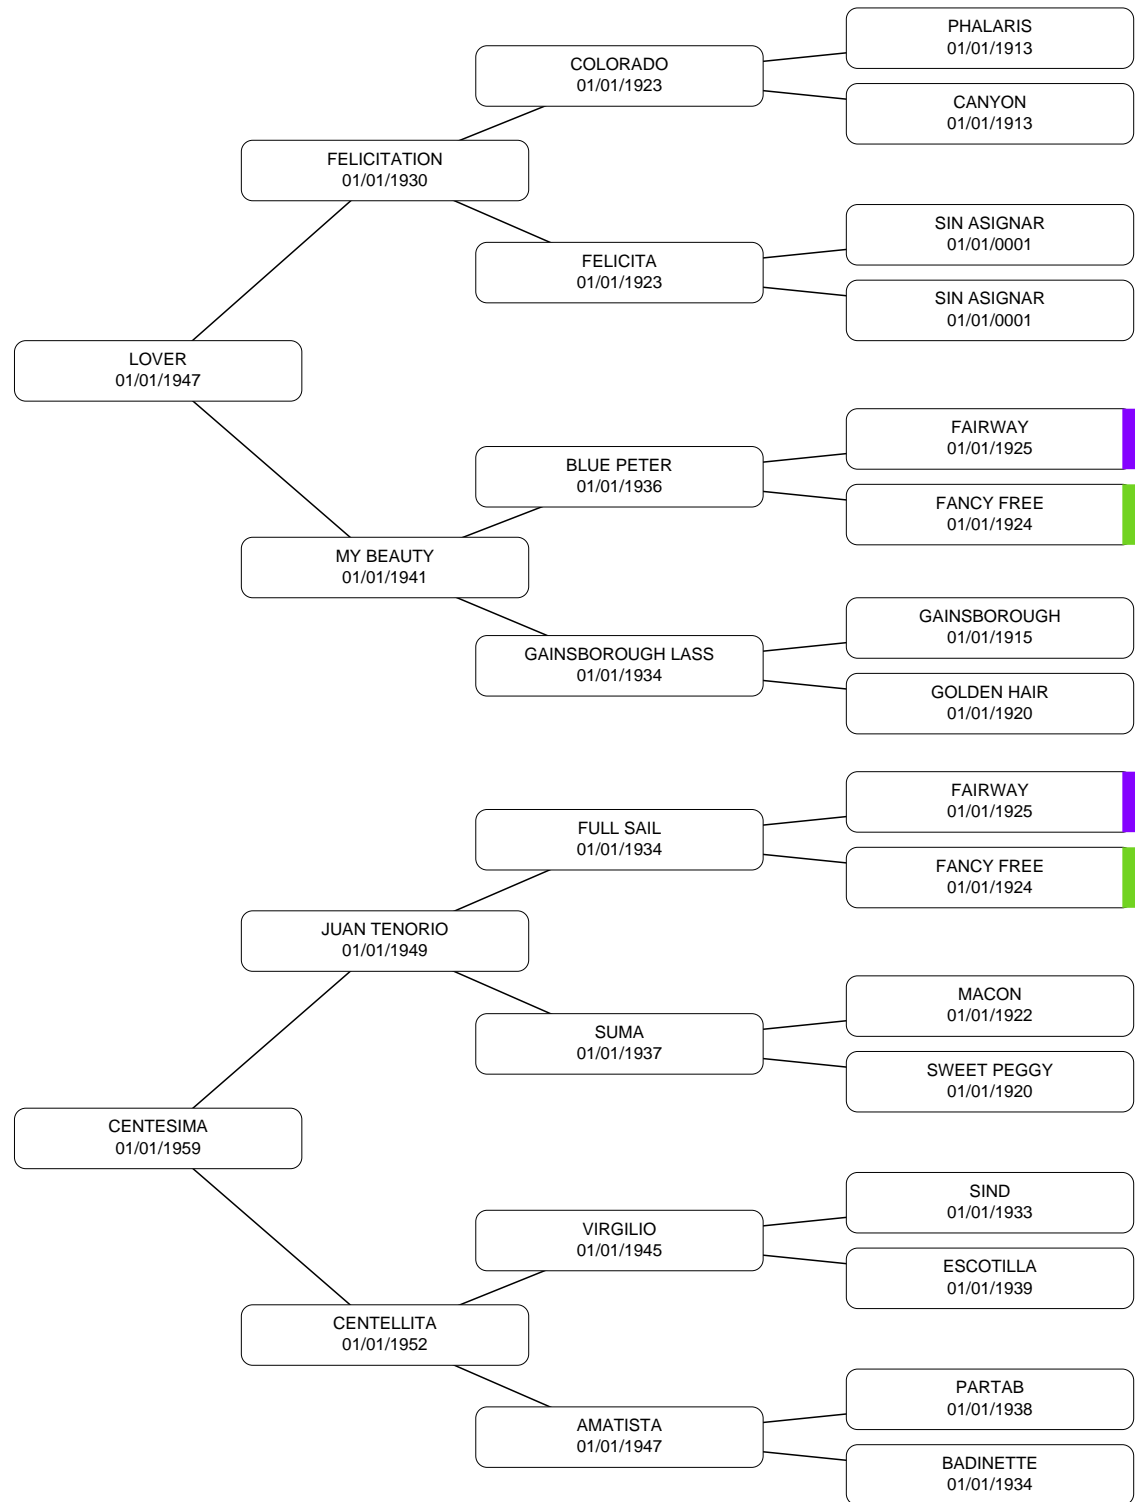 PHALARIS
01/01/1913
COLORADO
01/01/1923
CANYON
01/01/1913
FELICITATION
01/01/1930
SIN ASIGNAR
01/01/0001
FELICITA
01/01/1923
SIN ASIGNAR
01/01/0001
LOVER
01/01/1947
FAIRWAY
01/01/1925
BLUE PETER
01/01/1936
FANCY FREE
01/01/1924
MY BEAUTY
01/01/1941
GAINSBOROUGH
01/01/1915
GAINSBOROUGH LASS
01/01/1934
GOLDEN HAIR
01/01/1920
FAIRWAY
01/01/1925
FULL SAIL
01/01/1934
FANCY FREE
01/01/1924
JUAN TENORIO
01/01/1949
MACON
01/01/1922
SUMA
01/01/1937
SWEET PEGGY
01/01/1920
CENTESIMA
01/01/1959
SIND
01/01/1933
VIRGILIO
01/01/1945
ESCOTILLA
01/01/1939
CENTELLITA
01/01/1952
PARTAB
01/01/1938
AMATISTA
01/01/1947
BADINETTE
01/01/1934